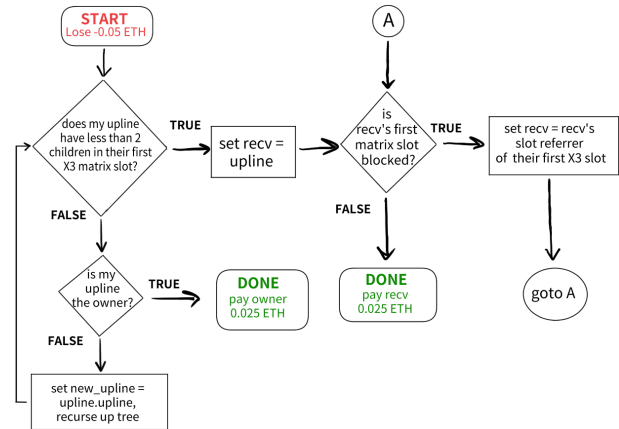 START
Lose -0.05 ETH
A
does my upline
have less than 2
children in their first
X3 matrix slot?
TRUE
set recv =
upline
is
recv's first
matrix slot
blocked?
TRUE
set recv = recv's
slot referrer
of their first X3 slot
FALSE
FALSE
is my
upline
the owner?
TRUE
DONE
pay owner
0.025 ETH
DONE
pay recv
0.025 ETH
goto A
FALSE
set new_upline =
upline.upline,
recurse up tree